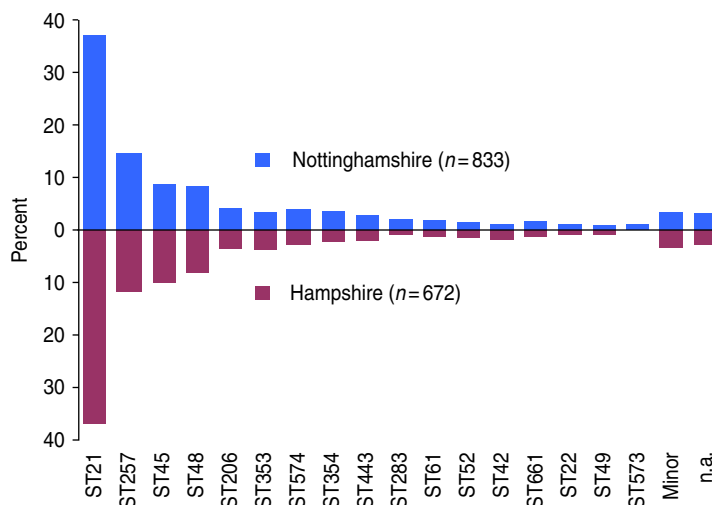 40
30
20
10
0
10
20
30
40
Percent
Nottinghamshire (n=833)
Hampshire (n=672)
ST21
ST257
ST45
ST48
ST206
ST353
ST574
ST354
ST443
ST283
ST61
ST52
ST42
ST661
ST22
ST49
ST573
Minor
n.a.